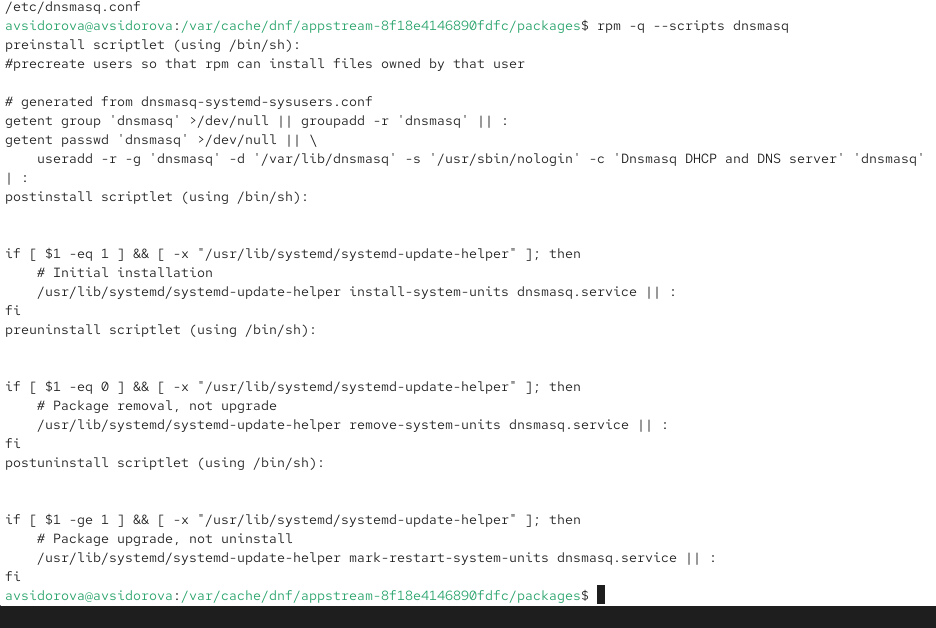 /etc/dnsmasq.conf
avsidorova@avsidorova:/var/cache/dnf/appstream-8f18e4146890fdfc/packages$ rpm -q --scripts dnsmasq
preinstall scriptlet (using /bin/sh):
#precreate users so that rpm can install files owned by that user
# generated from dnsmasq-systemd-sysusers.conf
getent group 'dnsmasq' >/dev/null || groupadd -r 'dnsmasq' || :
getent passwd 'dnsmasq' >/dev/null || \
    useradd -r -g 'dnsmasq' -d '/var/lib/dnsmasq' -s '/usr/sbin/nologin' -c 'Dnsmasq DHCP and DNS server' 'dnsmasq'
| :
postinstall scriptlet (using /bin/sh):
if [ $1 -eq 1 ] && [ -x "/usr/lib/systemd/systemd-update-helper" ]; then
    # Initial installation
    /usr/lib/systemd/systemd-update-helper install-system-units dnsmasq.service || :
fi
preuninstall scriptlet (using /bin/sh):
if [ $1 -eq 0 ] && [ -x "/usr/lib/systemd/systemd-update-helper" ]; then
    # Package removal, not upgrade
    /usr/lib/systemd/systemd-update-helper remove-system-units dnsmasq.service || :
fi
postuninstall scriptlet (using /bin/sh):
if [ $1 -ge 1 ] && [ -x "/usr/lib/systemd/systemd-update-helper" ]; then
    # Package upgrade, not uninstall
    /usr/lib/systemd/systemd-update-helper mark-restart-system-units dnsmasq.service || :
fi
avsidorova@avsidorova:/var/cache/dnf/appstream-8f18e4146890fdfc/packages$